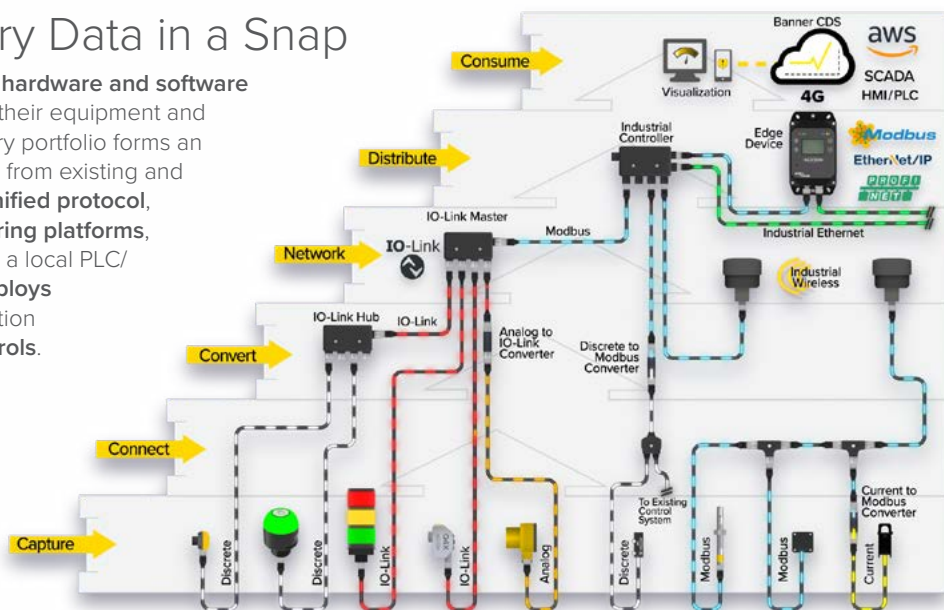 ry Data in a Snap
hardware and software
their equipment and
ry portfolio forms an
from existing and
nified protocol,
ring platforms,
a local PLC/
ploys
tion
rols.
Consume
Visualization
Banner CDS
4G
aws
SCADA
HMI/PLC
Distribute
Industrial
Controller
Edge
Device
Modbus
EtherNet/IP
PROFI
NET
Industrial Ethernet
Network
IO-Link Master
IO-Link
Modbus
Industrial
Wireless
Convert
IO-Link Hub
IO-Link
Analog to
IO-Link
Converter
Discrete to
Modbus
Converter
Connect
To Existing
Control
System
Current to
Modbus
Converter
Capture
Discrete
Discrete
IO-Link
IO-Link
Analog
Discrete
Modbus
Modbus
Current